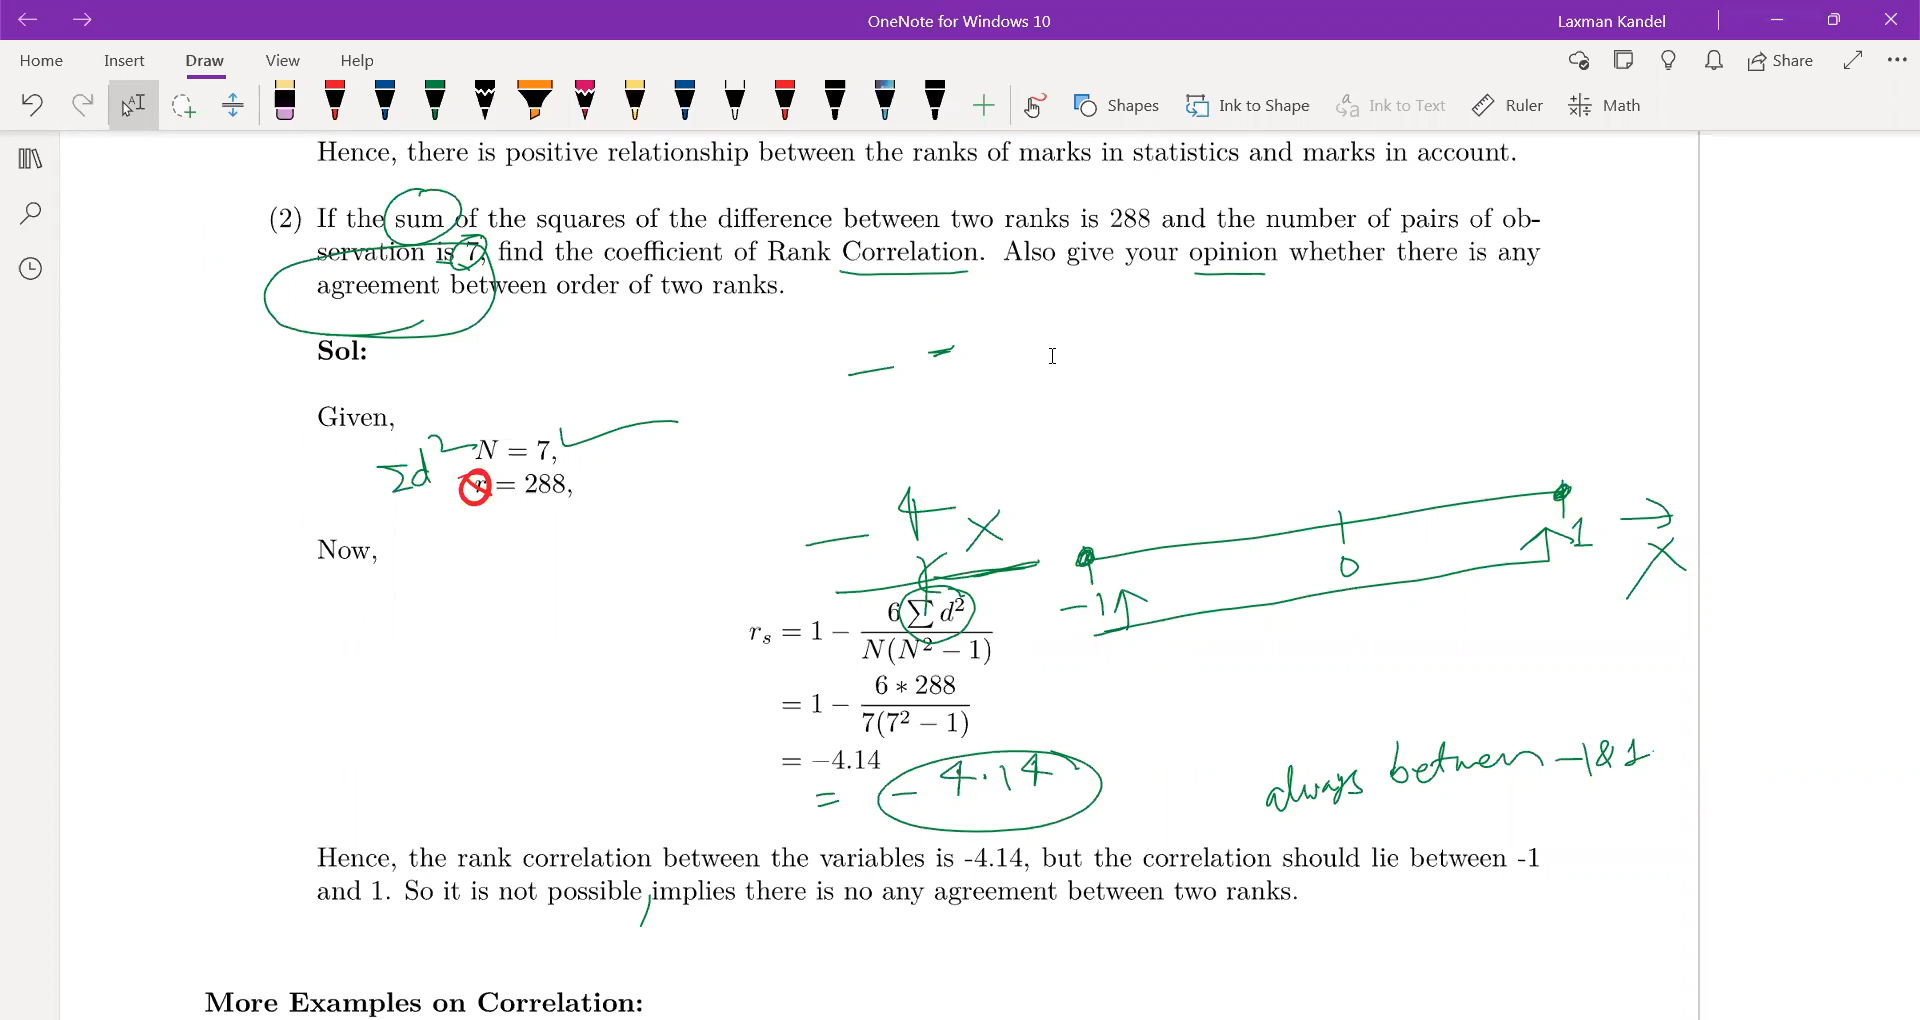 OneNote for Windows 10
Laxman Kandel
Home Insert Draw View Help
Share
Shapes Ink to Shape Ink to Text Ruler Math
Hence, there is positive relationship between the ranks of marks in statistics and marks in account.
(2) If the sum of the squares of the difference between two ranks is 288 and the number of pairs of ob-
servation is 7, find the coefficient of Rank Correlation. Also give your opinion whether there is any
agreement between order of two ranks.
Sol:
Given,
N = 7,
Σd²
r = 288,
- 4 X
1
Now,
0
-1
X
r_s = 1 − 6∑d² / N(N² − 1)
= 1 − 6 ∗ 288 / 7(7² − 1)
= −4.14
= - 4.14
always between -1 & 1
Hence, the rank correlation between the variables is -4.14, but the correlation should lie between -1
and 1. So it is not possible , implies there is no any agreement between two ranks.
More Examples on Correlation: